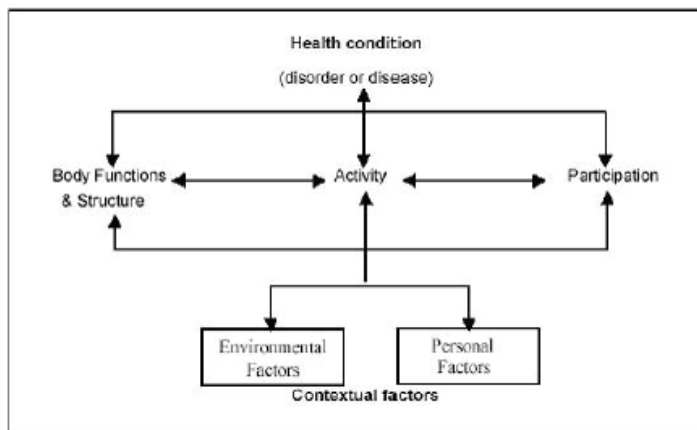 Health condition
(disorder or disease)
Body Functions
& Structure
Activity
Participation
Environmental
Factors
Personal
Factors
Contextual factors